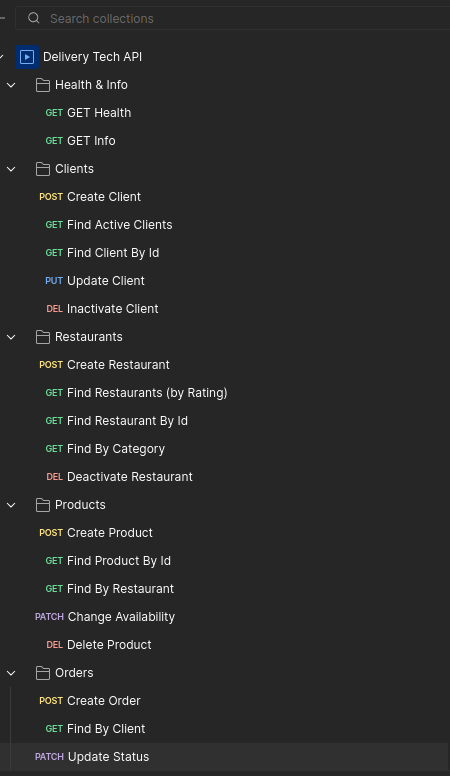 Search collections
Delivery Tech API
Health & Info
GET GET Health
GET GET Info
Clients
POST Create Client
GET Find Active Clients
GET Find Client By Id
PUT Update Client
DEL Inactivate Client
Restaurants
POST Create Restaurant
GET Find Restaurants (by Rating)
GET Find Restaurant By Id
GET Find By Category
DEL Deactivate Restaurant
Products
POST Create Product
GET Find Product By Id
GET Find By Restaurant
PATCH Change Availability
DEL Delete Product
Orders
POST Create Order
GET Find By Client
PATCH Update Status